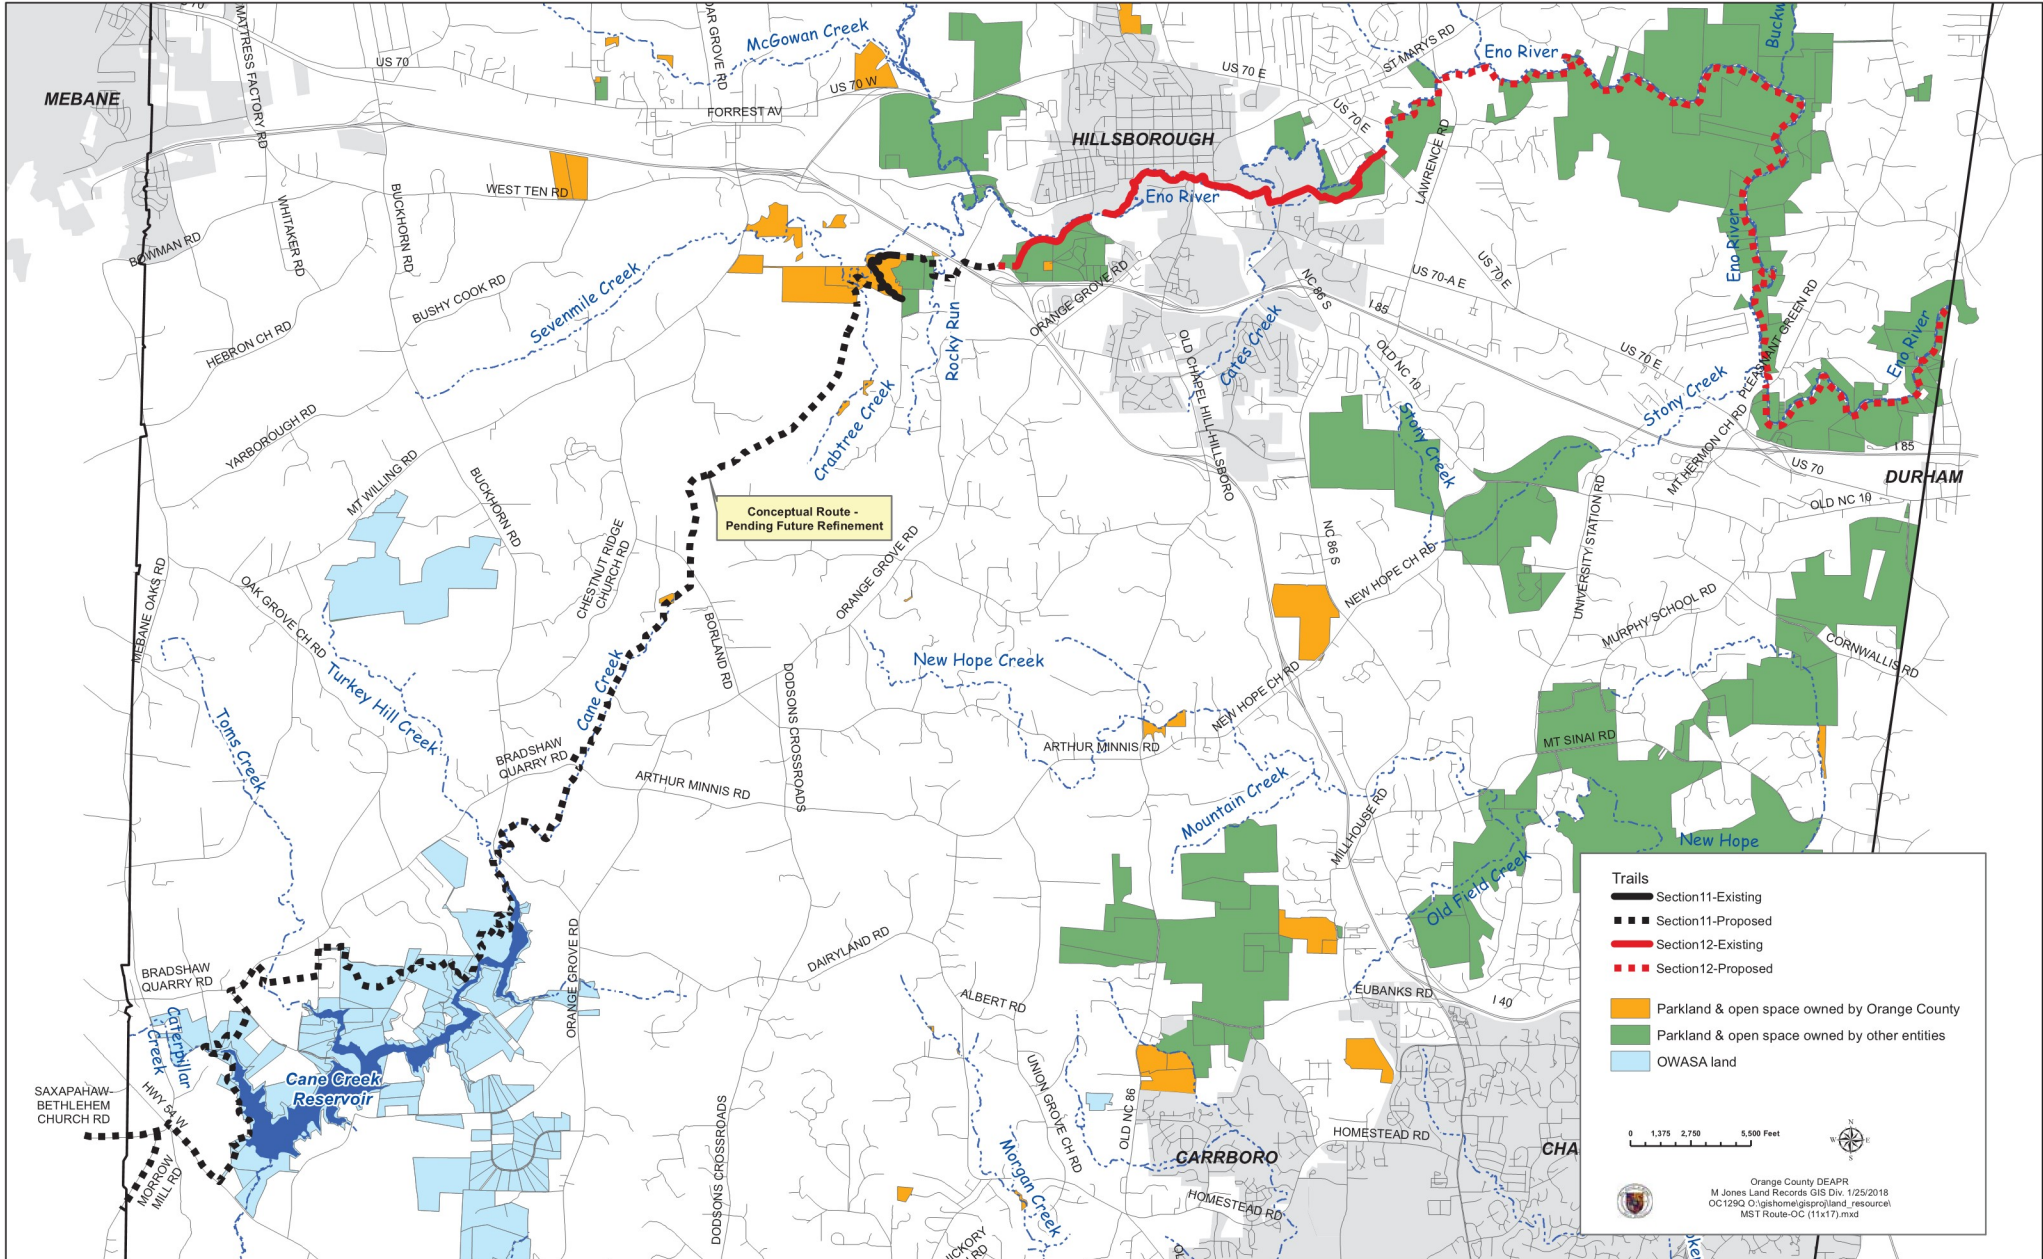 US 70
MATTRESS FACTORY RD
McGowan Creek
US 70 W
FORREST AV
MEBANE
HILLSBOROUGH
US 70 E
ST MARYS RD
Eno River
US 70 E
LAWRENCE RD
WEST TEN RD
WHITAKER RD
BUCKHORN RD
BOWMAN RD
BUSHY COOK RD
HEBRON CH RD
Sevenmile Creek
Eno River
Eno River
ORANGE GROVE RD
NC 86 S
I 85
US 70-A E
US 70 E
Rocky Run
Crabtree Creek
Cates Creek
OLD CHAPEL HILL-HILLSBORO
OLD NC 10
US 70 E
Stony Creek
Stony Creek
PLEASANT GREEN RD
MT HERMON CH RD
Eno River
I 85
US 70
DURHAM
OLD NC 10
YARBOROUGH RD
MT WILLING RD
BUCKHORN RD
Conceptual Route -
Pending Future Refinement
ORANGE GROVE RD
CHESTNUT RIDGE
CHURCH RD
NC 86 S
NEW HOPE CH RD
UNIVERSITY STATION RD
MURPHY SCHOOL RD
CORNWALLIS RD
MEBANE OAKS RD
OAK GROVE CH RD
Turkey Hill Creek
Toms Creek
Cane Creek
BORLAND RD
DODSONS CROSSROADS
New Hope Creek
NEW HOPE CH RD
ARTHUR MINNIS RD
BRADSHAW
QUARRY RD
ARTHUR MINNIS RD
Mountain Creek
MILLHOUSE RD
MT SINAI RD
New Hope
Old Field Creek
DAIRYLAND RD
ORANGE GROVE RD
ALBERT RD
EUBANKS RD
I 40
BRADSHAW
QUARRY RD
Caterpillar
Creek
Cane Creek
Reservoir
SAXAPAHAW-
BETHLEHEM
CHURCH RD
HWY 54 W
MORROW
MILL RD
DODSONS CROSSROADS
UNION GROVE CH RD
Morgan Creek
OLD NC 86
HOMESTEAD RD
CARRBORO
HOMESTEAD RD
CHA
Trails
Section11-Existing
Section11-Proposed
Section12-Existing
Section12-Proposed
Parkland & open space owned by Orange County
Parkland & open space owned by other entities
OWASA land
0 1,375 2,750 5,500 Feet
N
W E
S
Orange County DEAPR
M Jones Land Records GIS Div. 1/25/2018
OC129Q O:\gishome\gisproj\land_resource\
MST Route-OC (11x17).mxd